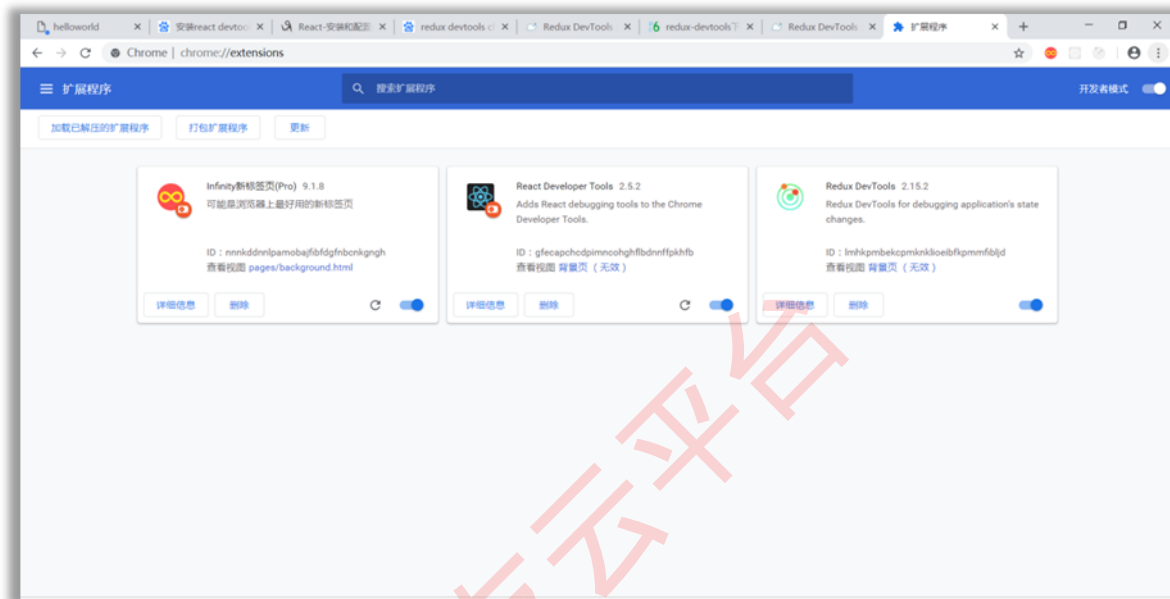 helloworld
安装react devtoo
React-安装和配置
redux devtools c
Redux DevTools
redux-devtools下
Redux DevTools
扩展程序
Chrome | chrome://extensions
扩展程序
搜索扩展程序
开发者模式
加载已解压的扩展程序
打包扩展程序
更新
Infinity新标签页(Pro) 9.1.8
可能是浏览器上最好用的新标签页
ID：nnnkddnnlpamobajfibfdgfnbcnkgngh
查看视图 pages/background.html
详细信息
删除
React Developer Tools 2.5.2
Adds React debugging tools to the Chrome
Developer Tools.
ID：gfecapchcdpimncohghflbdnnffpkhfb
查看视图 背景页（无效）
详细信息
删除
Redux DevTools 2.15.2
Redux DevTools for debugging application's state
changes.
ID：lmhkpmbekcpmknklioeibfkpmmfibljd
查看视图 背景页（无效）
详细信息
删除
云平台